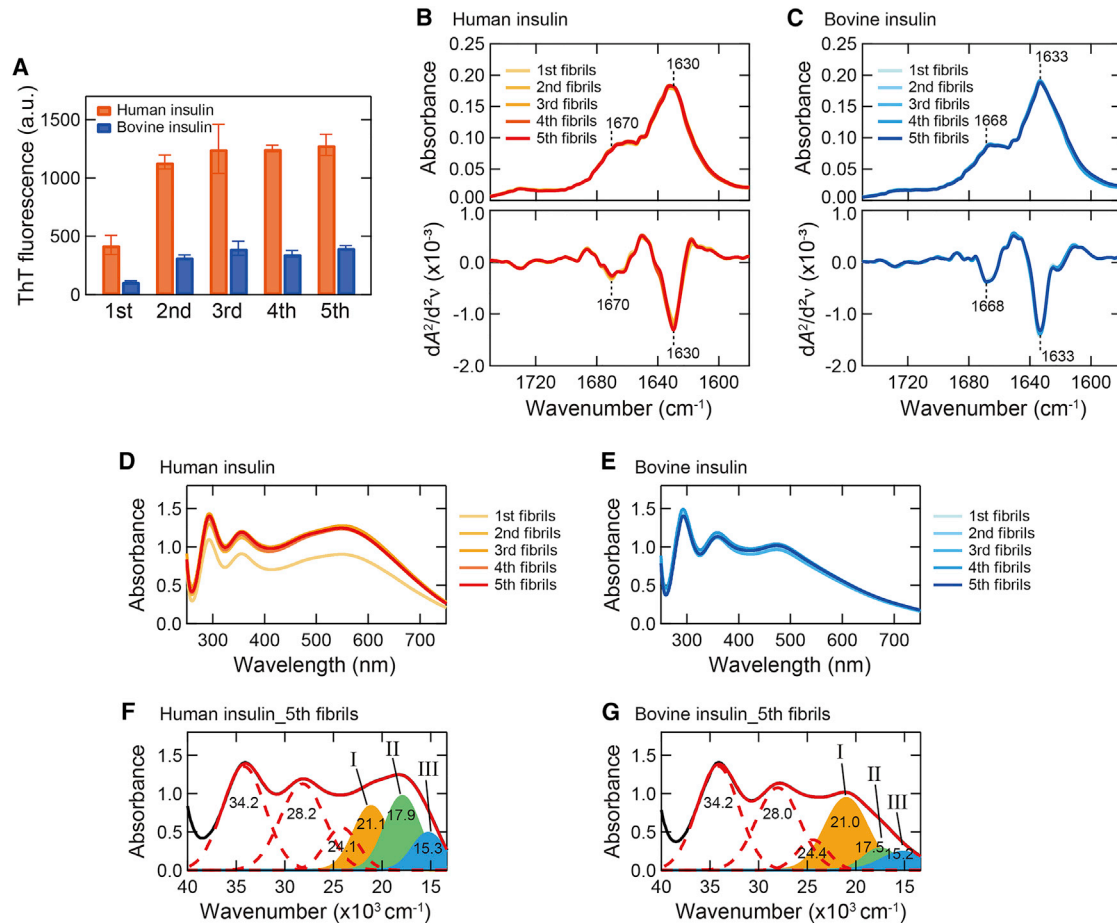 A
ThT fluorescence (a.u.)
1500
1000
500
0
Human insulin
Bovine insulin
1st 2nd 3rd 4th 5th
B Human insulin
Absorbance
0.25
0.20
0.15
0.10
0.05
0.00
1st fibrils
2nd fibrils
3rd fibrils
4th fibrils
5th fibrils
1630
1670
dA²/d²ν (x10⁻³)
1.0
0.0
-1.0
-2.0
1670
1630
1720 1680 1640 1600
Wavenumber (cm⁻¹)
C Bovine insulin
Absorbance
0.25
0.20
0.15
0.10
0.05
0.00
1st fibrils
2nd fibrils
3rd fibrils
4th fibrils
5th fibrils
1633
1668
dA²/d²ν (x10⁻³)
1.0
0.0
-1.0
-2.0
1668
1633
1720 1680 1640 1600
Wavenumber (cm⁻¹)
D Human insulin
Absorbance
1.5
1.0
0.5
0.0
300 400 500 600 700
Wavelength (nm)
1st fibrils
2nd fibrils
3rd fibrils
4th fibrils
5th fibrils
E Bovine insulin
Absorbance
1.5
1.0
0.5
0.0
300 400 500 600 700
Wavelength (nm)
1st fibrils
2nd fibrils
3rd fibrils
4th fibrils
5th fibrils
F Human insulin_5th fibrils
Absorbance
1.5
1.0
0.5
0.0
I
II
III
34.2
28.2
24.1
21.1
17.9
15.3
40 35 30 25 20 15
Wavenumber (x10³ cm⁻¹)
G Bovine insulin_5th fibrils
Absorbance
1.5
1.0
0.5
0.0
I
II
III
34.2
28.0
24.4
21.0
17.5
15.2
40 35 30 25 20 15
Wavenumber (x10³ cm⁻¹)